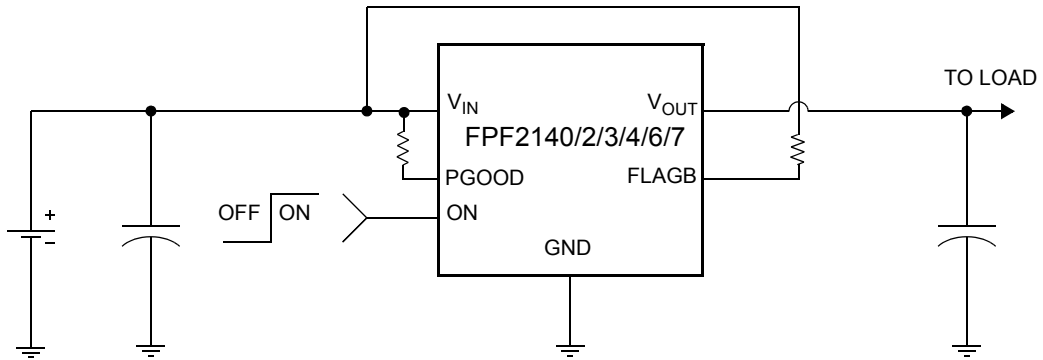 TO LOAD
VIN
VOUT
FPF2140/2/3/4/6/7
PGOOD
FLAGB
OFF
ON
ON
GND
+
−